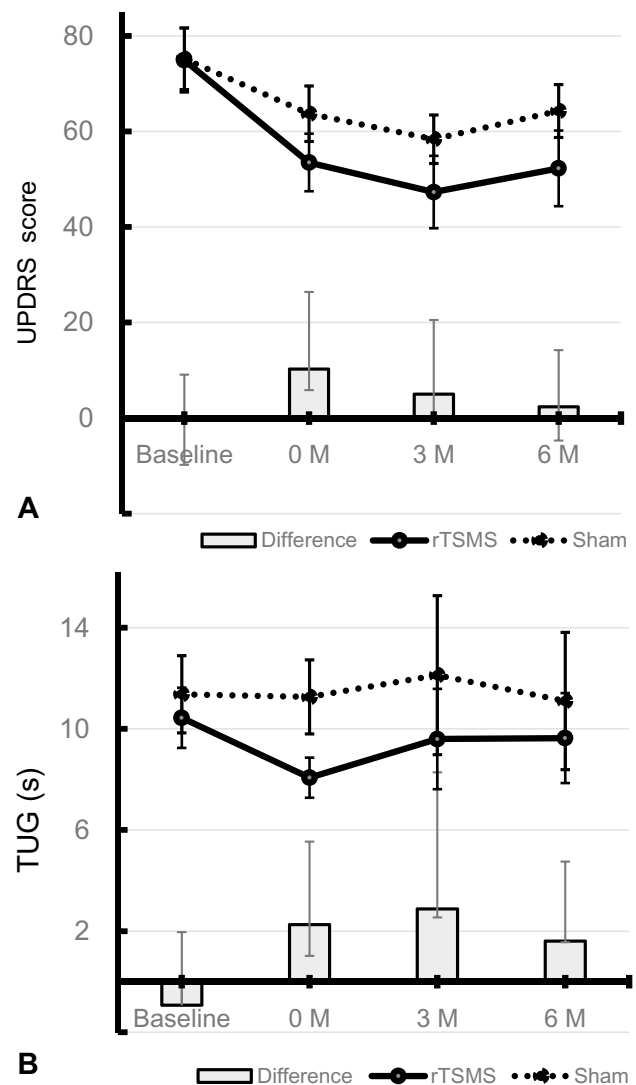 80
60
40
20
0
UPDRS score
Baseline 0 M 3 M 6 M
A
Difference rTSMS Sham
14
10
6
2
TUG (s)
Baseline 0 M 3 M 6 M
B
Difference rTSMS Sham